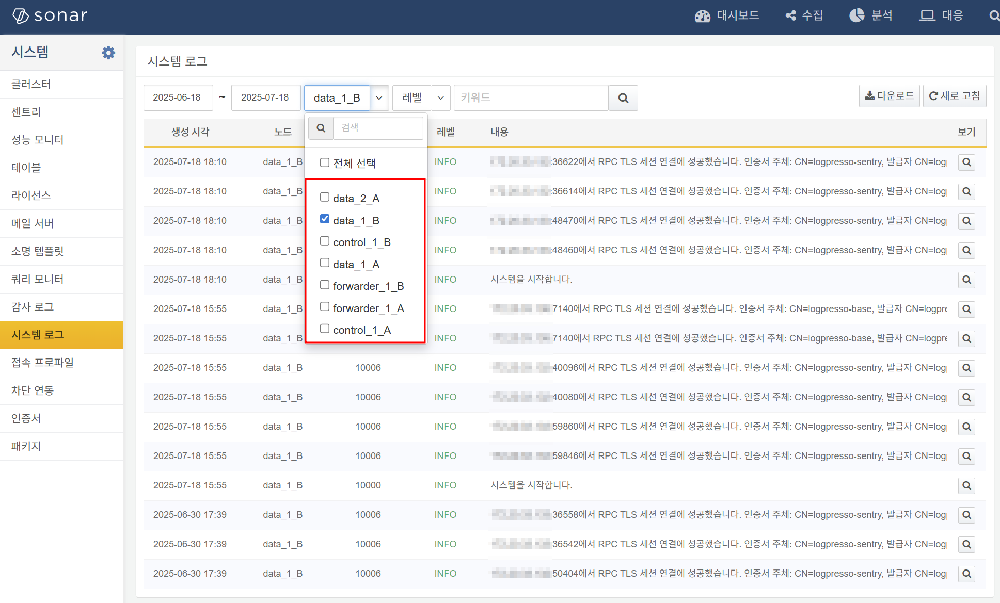 sonar
대시보드
수집
분석
대응
시스템
클러스터
센트리
성능 모니터
테이블
라이선스
메일 서버
소명 템플릿
쿼리 모니터
감사 로그
시스템 로그
접속 프로파일
차단 연동
인증서
패키지
시스템 로그
2025-06-18 ~ 2025-07-18 data_1_B 레벨 키워드 다운로드 새로 고침
검색
전체 선택
data_2_A
data_1_B
control_1_B
data_1_A
forwarder_1_B
forwarder_1_A
control_1_A
생성 시각 노드 레벨 내용 보기
2025-07-18 18:10 data_1_B INFO :36622에서 RPC TLS 세션 연결에 성공했습니다. 인증서 주체: CN=logpresso-sentry, 발급자 CN=logp
2025-07-18 18:10 data_1_B INFO :36614에서 RPC TLS 세션 연결에 성공했습니다. 인증서 주체: CN=logpresso-sentry, 발급자 CN=logp
2025-07-18 18:10 data_1_B INFO :48470에서 RPC TLS 세션 연결에 성공했습니다. 인증서 주체: CN=logpresso-sentry, 발급자 CN=logp
2025-07-18 18:10 data_1_B INFO :48460에서 RPC TLS 세션 연결에 성공했습니다. 인증서 주체: CN=logpresso-sentry, 발급자 CN=logp
2025-07-18 18:10 data_1_B INFO 시스템을 시작합니다.
2025-07-18 15:55 data_1_B INFO 7140에서 RPC TLS 세션 연결에 성공했습니다. 인증서 주체: CN=logpresso-base, 발급자 CN=logpre
2025-07-18 15:55 data_1_B INFO 7140에서 RPC TLS 세션 연결에 성공했습니다. 인증서 주체: CN=logpresso-base, 발급자 CN=logpre
2025-07-18 15:55 data_1_B 10006 INFO 40096에서 RPC TLS 세션 연결에 성공했습니다. 인증서 주체: CN=logpresso-sentry, 발급자 CN=logp
2025-07-18 15:55 data_1_B 10006 INFO 40080에서 RPC TLS 세션 연결에 성공했습니다. 인증서 주체: CN=logpresso-sentry, 발급자 CN=logp
2025-07-18 15:55 data_1_B 10006 INFO 59860에서 RPC TLS 세션 연결에 성공했습니다. 인증서 주체: CN=logpresso-sentry, 발급자 CN=logp
2025-07-18 15:55 data_1_B 10006 INFO 59846에서 RPC TLS 세션 연결에 성공했습니다. 인증서 주체: CN=logpresso-sentry, 발급자 CN=logp
2025-07-18 15:55 data_1_B 10000 INFO 시스템을 시작합니다.
2025-06-30 17:39 data_1_B 10006 INFO 36558에서 RPC TLS 세션 연결에 성공했습니다. 인증서 주체: CN=logpresso-sentry, 발급자 CN=logp
2025-06-30 17:39 data_1_B 10006 INFO 36542에서 RPC TLS 세션 연결에 성공했습니다. 인증서 주체: CN=logpresso-sentry, 발급자 CN=logp
2025-06-30 17:39 data_1_B 10006 INFO 50404에서 RPC TLS 세션 연결에 성공했습니다. 인증서 주체: CN=logpresso-sentry, 발급자 CN=logp